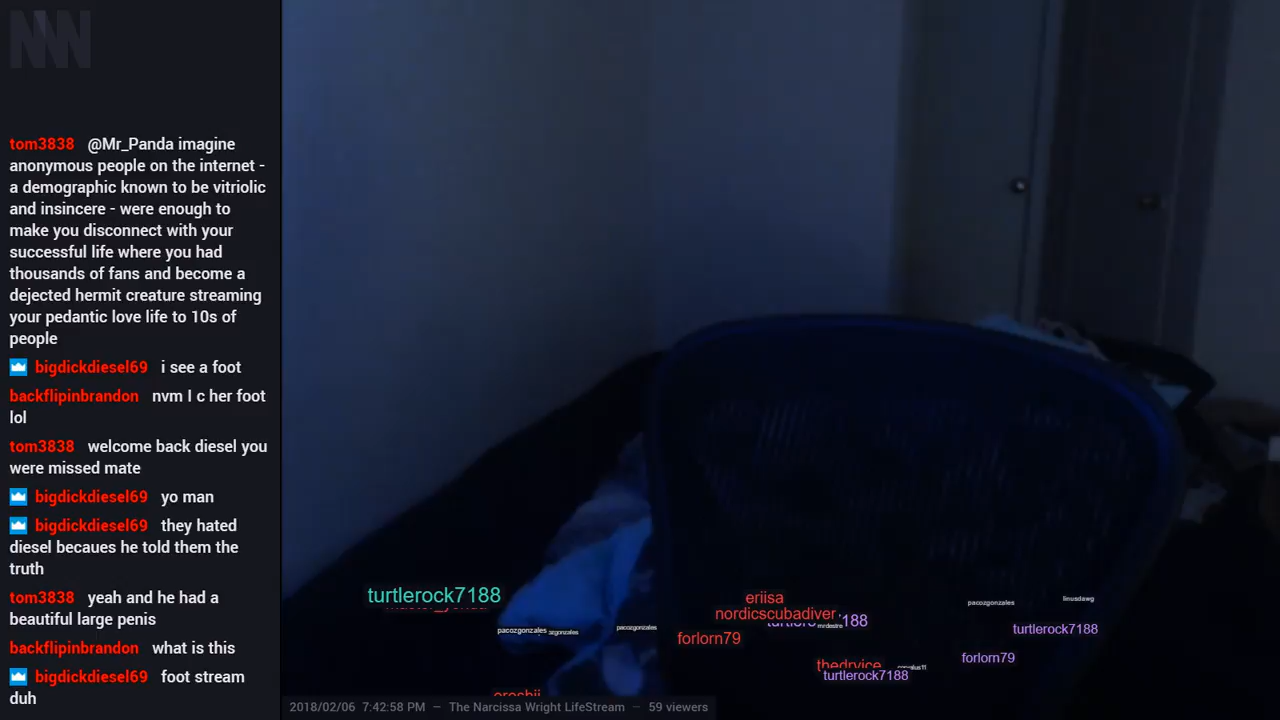 NNN
tom3838 @Mr_Panda imagine
anonymous people on the internet -
a demographic known to be vitriolic
and insincere - were enough to
make you disconnect with your
successful life where you had
thousands of fans and become a
dejected hermit creature streaming
your pedantic love life to 10s of
people
bigdickdiesel69 i see a foot
backflipinbrandon nvm I c her foot
lol
tom3838 welcome back diesel you
were missed mate
bigdickdiesel69 yo man
bigdickdiesel69 they hated
diesel becaues he told them the
truth
tom3838 yeah and he had a
beautiful large penis
backflipinbrandon what is this
bigdickdiesel69 foot stream
duh
turtlerock7188
pacozgonzales
pacozgonzales
eriisa
nordicscubadiver
188
mrdestre
forlorn79
pacozgonzales
linusdawg
turtlerock7188
forlorn79
thedryice
turtlerock7188
2018/02/06 7:42:58 PM — The Narcissa Wright LifeStream — 59 viewers